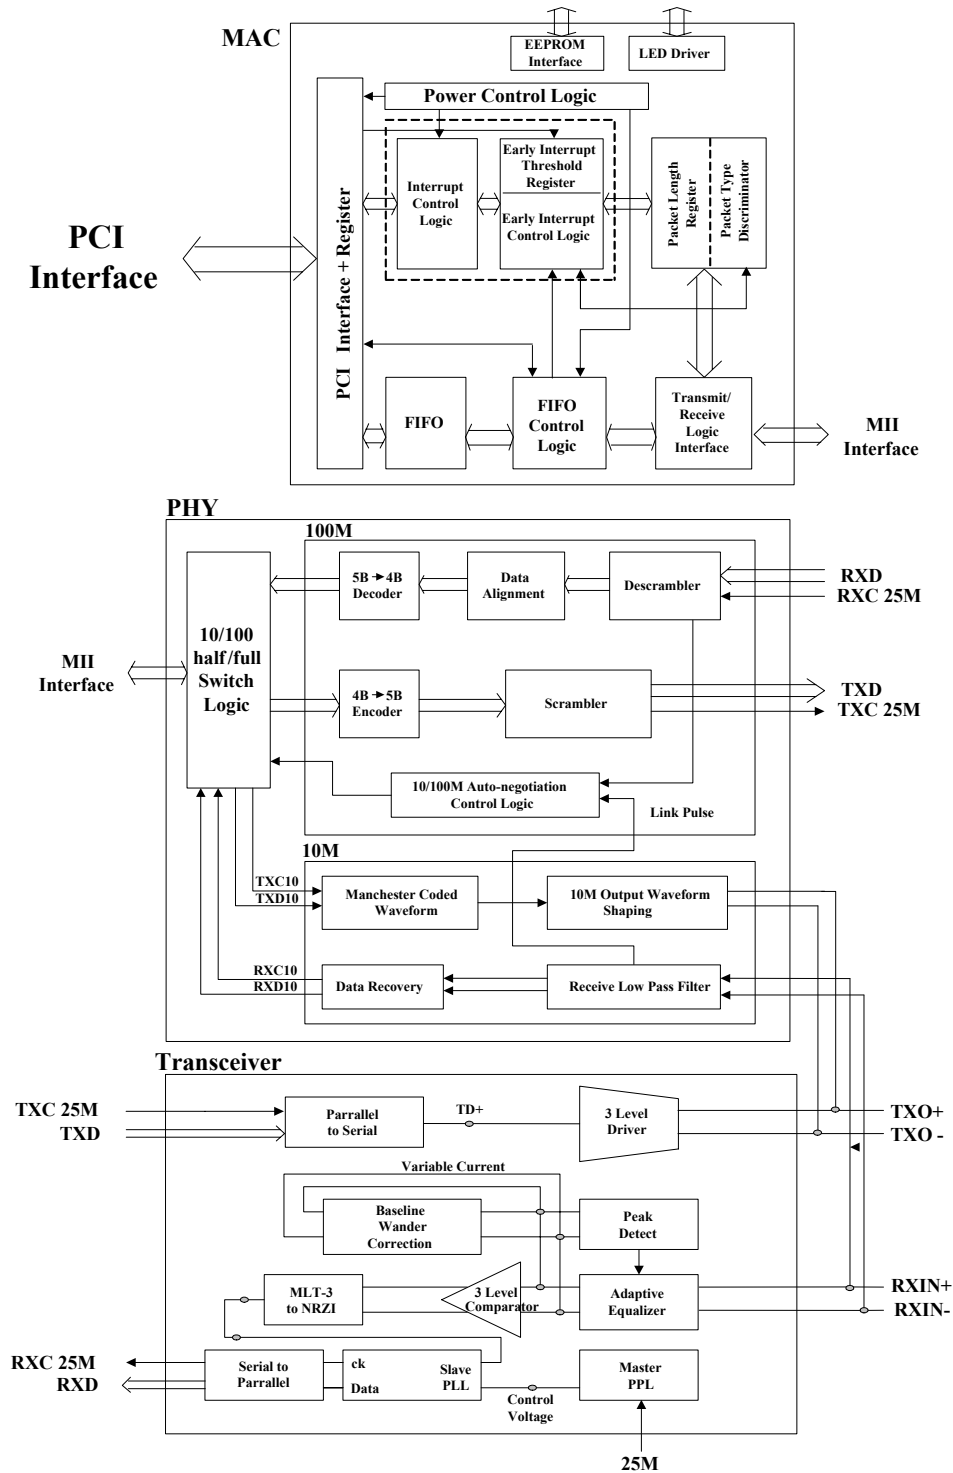 MAC
EEPROM
Interface
LED Driver
Power Control Logic
PCI Interface + Register
Interrupt
Control
Logic
Early Interrupt
Threshold
Register
Early Interrupt
Control Logic
Packet Length
Register
Packet Type
Discriminator
PCI
Interface
FIFO
FIFO
Control
Logic
Transmit/
Receive
Logic
Interface
MII
Interface
PHY
100M
5B 4B
Decoder
Data
Alignment
Descrambler
RXD
RXC 25M
10/100
half/full
Switch
Logic
MII
Interface
4B 5B
Encoder
Scrambler
TXD
TXC 25M
10/100M Auto-negotiation
Control Logic
Link Pulse
10M
TXC10
TXD10
Manchester Coded
Waveform
10M Output Waveform
Shaping
RXC10
RXD10
Data Recovery
Receive Low Pass Filter
Transceiver
TXC 25M
TXD
Parrallel
to Serial
TD+
3 Level
Driver
TXO+
TXO -
Variable Current
Baseline
Wander
Correction
Peak
Detect
MLT-3
to NRZI
3 Level
Comparator
Adaptive
Equalizer
RXIN+
RXIN-
RXC 25M
RXD
Serial to
Parrallel
ck
Data
Slave
PLL
Control
Voltage
Master
PPL
25M